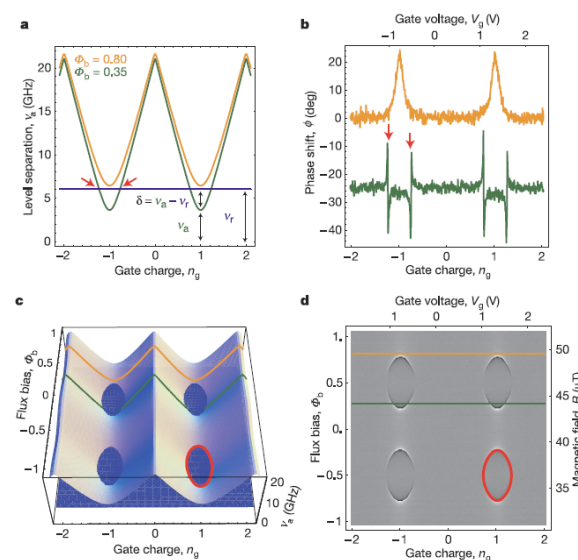 a
Φb = 0.80
Φb = 0.35
20
15
10
5
0
Level separation, νa (GHz)
δ = νa − νr
νa
νr
−2 −1 0 1 2
Gate charge, ng
b
Gate voltage, Vg (V)
−1 0 1 2
20
10
0
−10
−20
−30
−40
Phase shift, ϕ (deg)
−2 −1 0 1 2
Gate charge, ng
c
1
0.5
0
−0.5
−1
Flux bias, Φb
−2 −1 0 1 2
Gate charge, ng
20
10
0
νa (GHz)
d
Gate voltage, Vg (V)
−1 0 1 2
1.
0.5
0
−0.5
−1
Flux bias, Φb
50
45
40
35
Magnetic field, B (μT)
−2 −1 0 1 2
Gate charge, ng